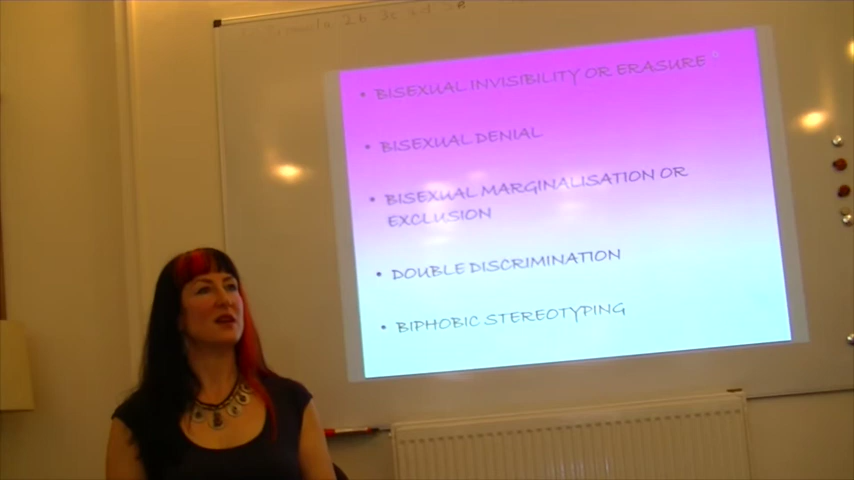 • BISEXUAL INVISIBILITY OR ERASURE
• BISEXUAL DENIAL
• BISEXUAL MARGINALISATION OR
EXCLUSION
• DOUBLE DISCRIMINATION
• BIPHOBIC STEREOTYPING